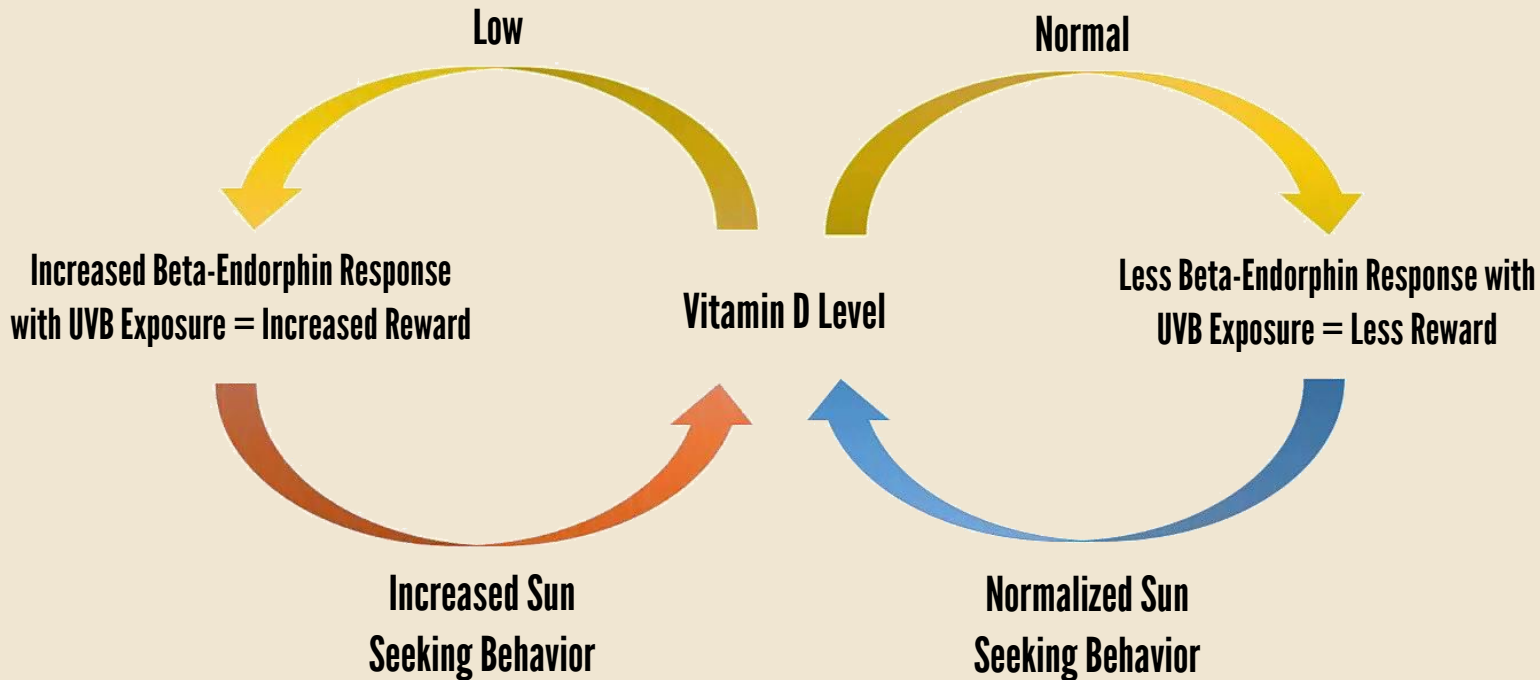 Low
Normal
Increased Beta-Endorphin Response
with UVB Exposure = Increased Reward
Vitamin D Level
Less Beta-Endorphin Response with
UVB Exposure = Less Reward
Increased Sun
Seeking Behavior
Normalized Sun
Seeking Behavior